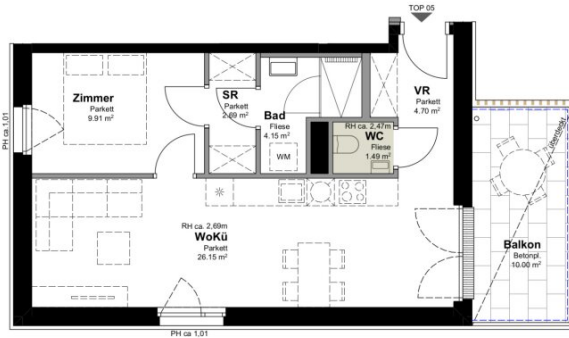 TOP 05
PH ca 1,01
Zimmer
Parkett
9.91 m²
SR
Parkett
2.69 m²
Bad
Fliese
4.15 m²
WM
VR
Parkett
4.70 m²
RH ca. 2,47m
WC
Fliese
1.49 m²
überdeckt
RH ca. 2,69m
WoKü
Parkett
26.15 m²
Balkon
Betonpl.
10.00 m²
PH ca 1,01